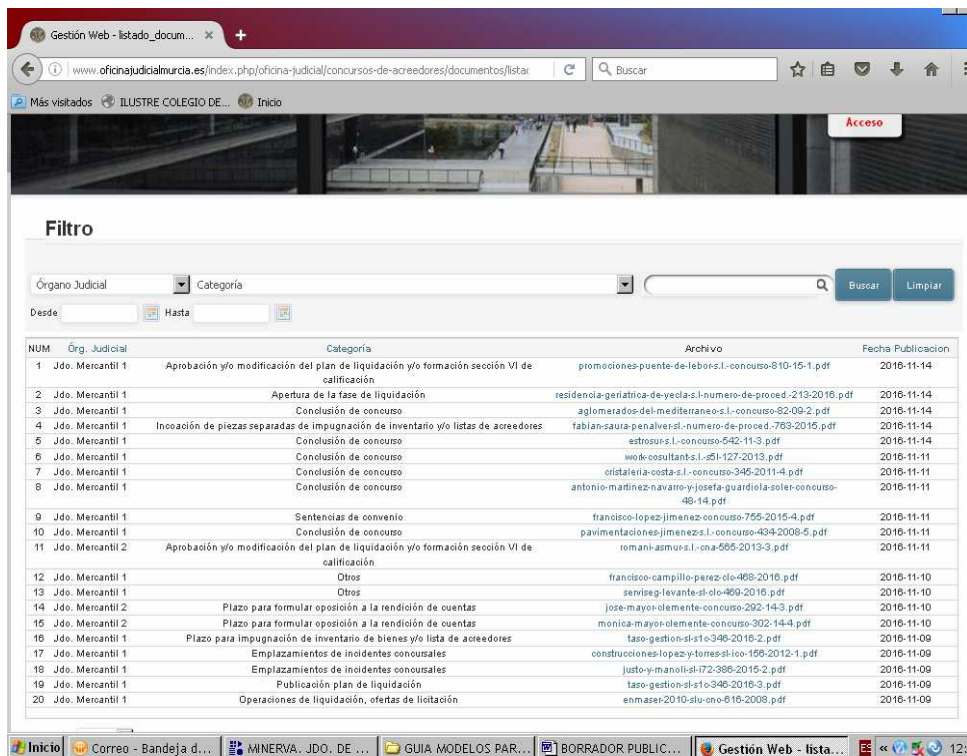 Gestión Web - listado_docum... × +
www.oficinajudicialmurcia.es/index.php/oficina-judicial/concursos-de-acreedores/documentos/lista Buscar
Más visitados ILUSTRE COLEGIO DE... Inicio
Acceso
Filtro
Órgano Judicial Categoría Buscar Limpiar
Desde Hasta
NUM Órg. Judicial Categoría Archivo Fecha Publicacion
1 Jdo. Mercantil 1 Aprobación y/o modificación del plan de liquidación y/o formación sección VI de promociones-puente-de-lebor-s.l.-concurso-810-15-1.pdf 2016-11-14
calificación
2 Jdo. Mercantil 1 Apertura de la fase de liquidación residencia-geriatrica-de-yecla-s.l-numero-de-proced.-213-2016.pdf 2016-11-14
3 Jdo. Mercantil 1 Conclusión de concurso aglomerados-del-mediterraneo-s.l.-concurso-82-09-2.pdf 2016-11-14
4 Jdo. Mercantil 1 Incoación de piezas separadas de impugnación de inventario y/o listas de acreedores fabian-saura-penalver-sl.-numero-de-proced.-763-2015.pdf 2016-11-14
5 Jdo. Mercantil 1 Conclusión de concurso estrosur-s.l.-concurso-542-11-3.pdf 2016-11-14
6 Jdo. Mercantil 1 Conclusión de concurso work-cosultant-s.l.-s5l-127-2013.pdf 2016-11-11
7 Jdo. Mercantil 1 Conclusión de concurso cristaleria-costa-s.l.-concurso-345-2011-4.pdf 2016-11-11
8 Jdo. Mercantil 1 Conclusión de concurso antonio-martinez-navarro-y-josefa-guardiola-soler-concurso- 2016-11-11
48-14.pdf
9 Jdo. Mercantil 1 Sentencias de convenio francisco-lopez-jimenez-concurso-755-2015-4.pdf 2016-11-11
10 Jdo. Mercantil 1 Conclusión de concurso pavimentaciones-jimenez-s.l.-concurso-434-2008-5.pdf 2016-11-11
11 Jdo. Mercantil 2 Aprobación y/o modificación del plan de liquidación y/o formación sección VI de romani-asmur-s.l.-cna-565-2013-3.pdf 2016-11-11
calificación
12 Jdo. Mercantil 1 Otros francisco-campillo-perez-clo-468-2016.pdf 2016-11-10
13 Jdo. Mercantil 1 Otros serviseg-levante-sl-clo-469-2016.pdf 2016-11-10
14 Jdo. Mercantil 2 Plazo para formular oposición a la rendición de cuentas jose-mayor-clemente-concurso-292-14-3.pdf 2016-11-10
15 Jdo. Mercantil 2 Plazo para formular oposición a la rendición de cuentas monica-mayor-clemente-concurso-302-14-4.pdf 2016-11-10
16 Jdo. Mercantil 1 Plazo para impugnación de inventario de bienes y/o lista de acreedores taso-gestion-sl-s1o-346-2016-2.pdf 2016-11-09
17 Jdo. Mercantil 1 Emplazamientos de incidentes concursales construcciones-lopez-y-torres-sl-ico-156-2012-1.pdf 2016-11-09
18 Jdo. Mercantil 1 Emplazamientos de incidentes concursales justo-y-manoli-sl-i72-386-2015-2.pdf 2016-11-09
19 Jdo. Mercantil 1 Publicación plan de liquidación taso-gestion-sl-s1o-346-2016-3.pdf 2016-11-09
20 Jdo. Mercantil 1 Operaciones de liquidación, ofertas de licitación enmaser-2010-slu-cno-616-2008.pdf 2016-11-09
Inicio Correo - Bandeja d... MINERVA. JDO. DE ... GUIA MODELOS PAR... BORRADOR PUBLIC... Gestión Web - lista... ES « 12: